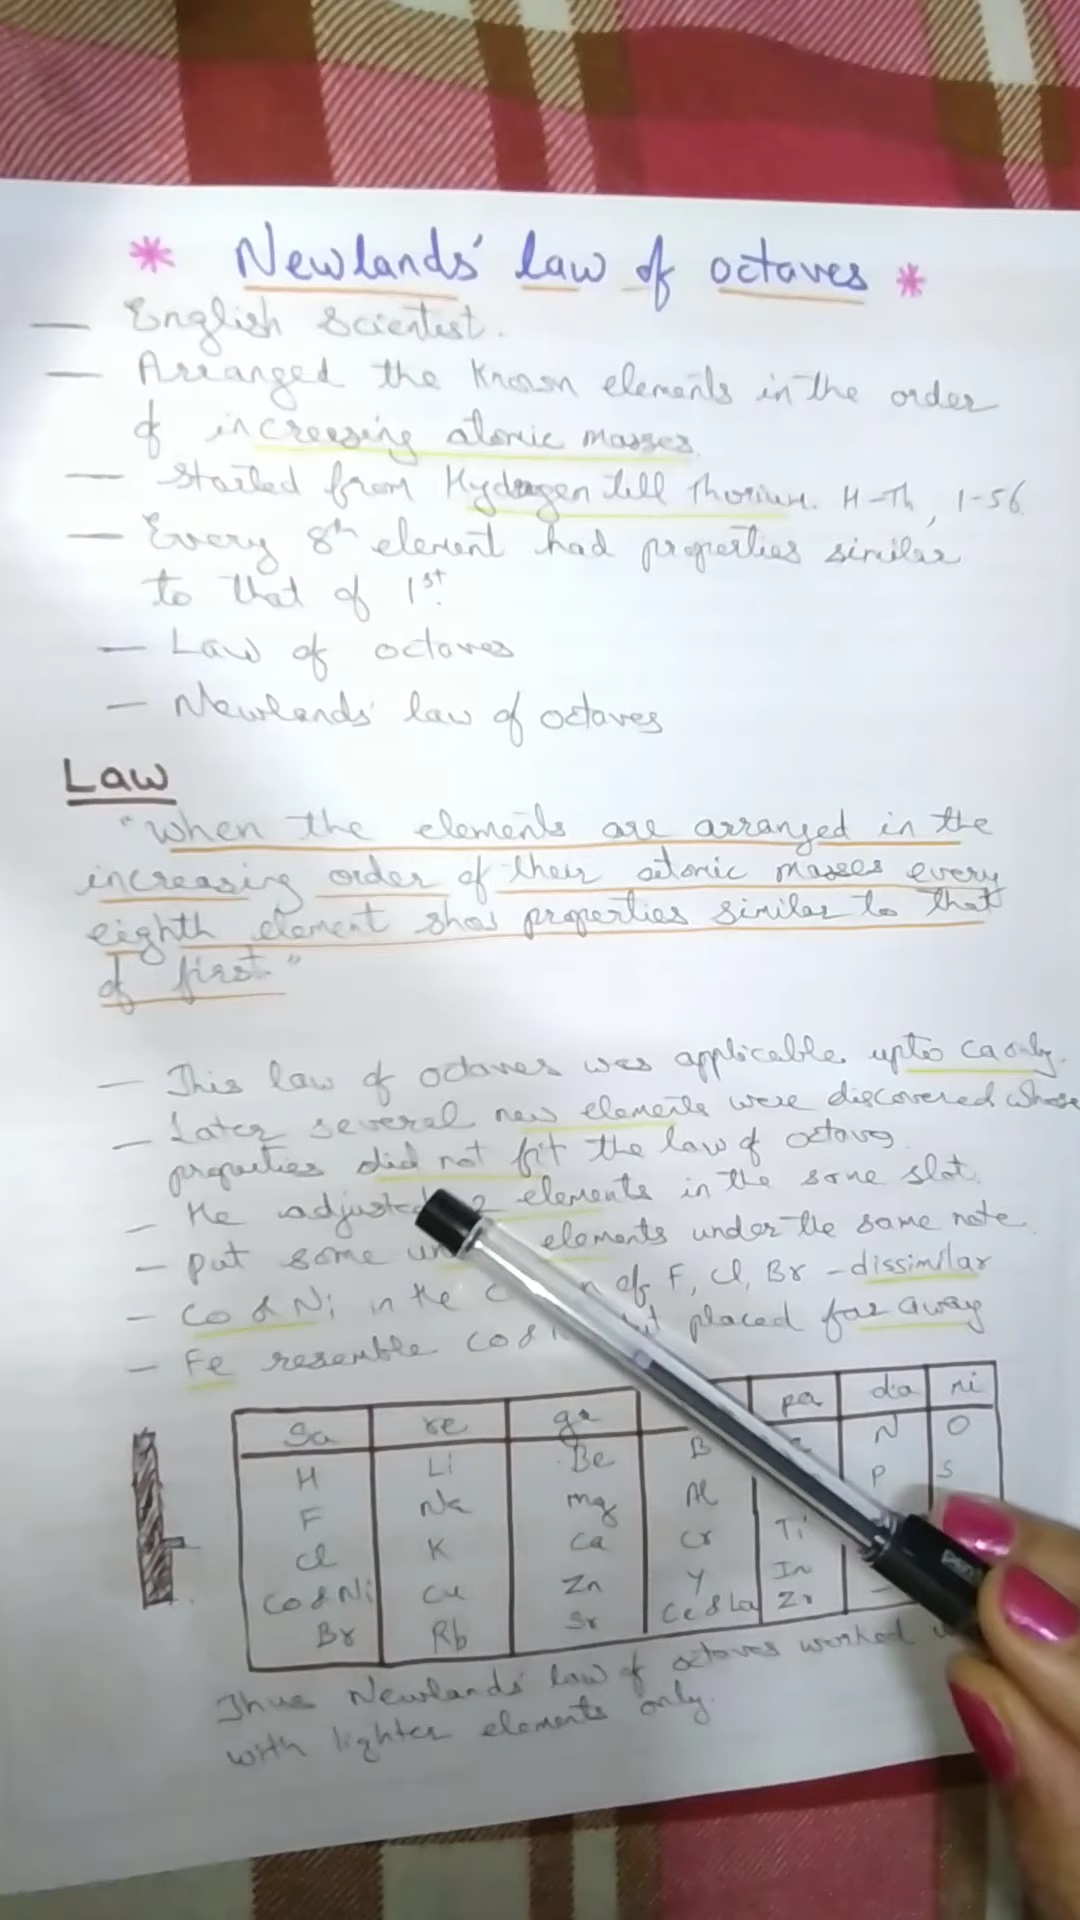 * Newlands' law of octaves *
— English Scientist.
— Arranged the known elements in the order
of increasing atomic masses.
— Started from Hydrogen till Thorium. H-Th, 1-56
— Every 8th element had properties similar
to that of 1st.
— Law of octaves
— Newlands' law of octaves
Law
"When the elements are arranged in the
increasing order of their atomic masses every
eighth element show properties similar to that
of first."
— This law of octaves was applicable upto Ca only.
— Later several new elements were discovered whose
properties did not fit the law of octave
— He adjusted 2 elements in the same slot.
— put some elements under the same note
— Co & Ni in the of F, Cl, Br - dissimilar
— Fe resemble Co & placed far away
Sa re ga pa da ni
H Li Be B N O
F Na Mg Al P S
Cl K Ca Cr Ti
Co & Ni Cu Zn Y In –
Br Rb Sr Ce & La Zr
Thus Newlands' law of octaves worked
with lighter elements only.